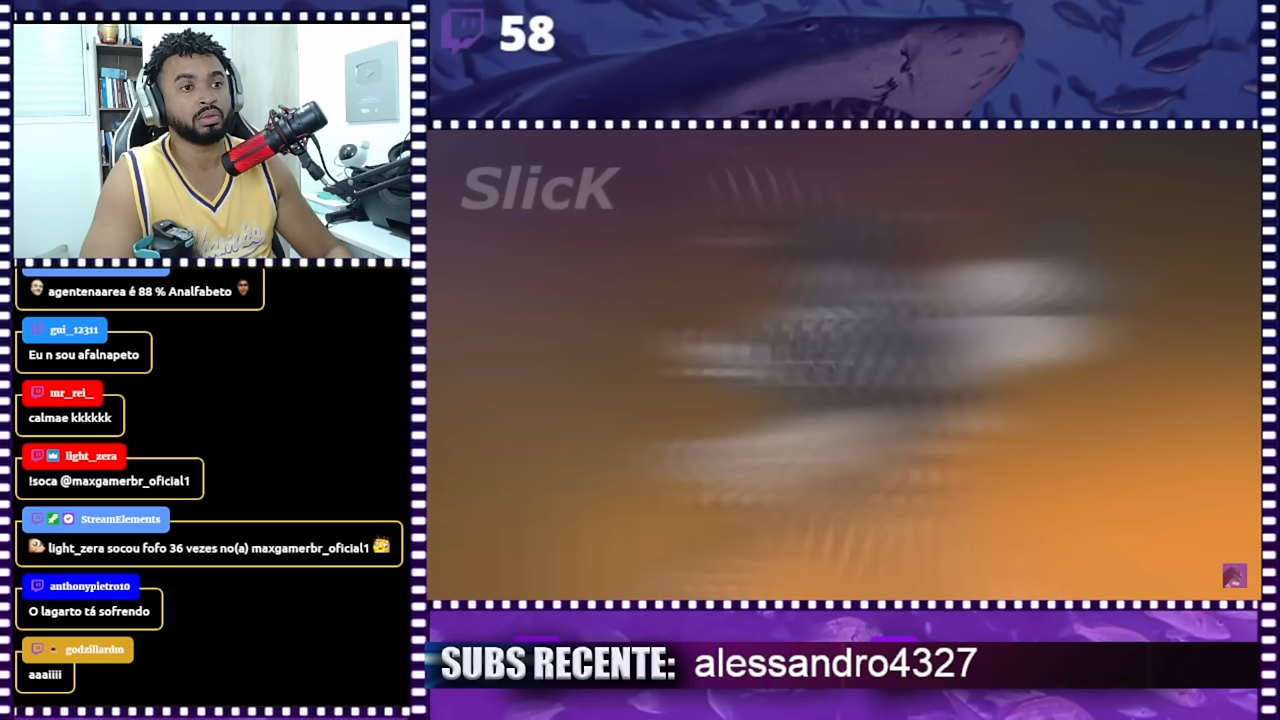 58
SlicK
agentenaarea é 88 % Analfabeto
gui_12311
Eu n sou afalnapeto
mr_rei_
calmae kkkkkk
light_zera
!soca @maxgamerbr_oficial1
StreamElements
light_zera socou fofo 36 vezes no(a) maxgamerbr_oficial1
anthonypietro10
O lagarto tá sofrendo
godzillardm
aaaiiii
SUBS RECENTE: alessandro4327